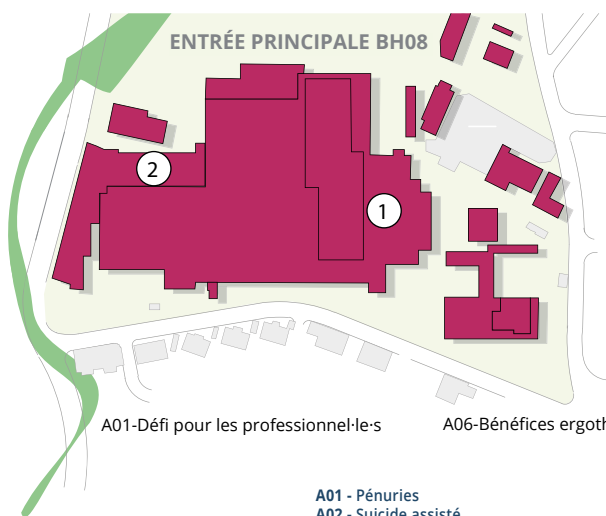 ENTRÉE PRINCIPALE BH08
2
1
A01-Défi pour les professionnel·le·s
A06-Bénéfices ergoth
A01 - Pénuries
A02 - Suicide assisté